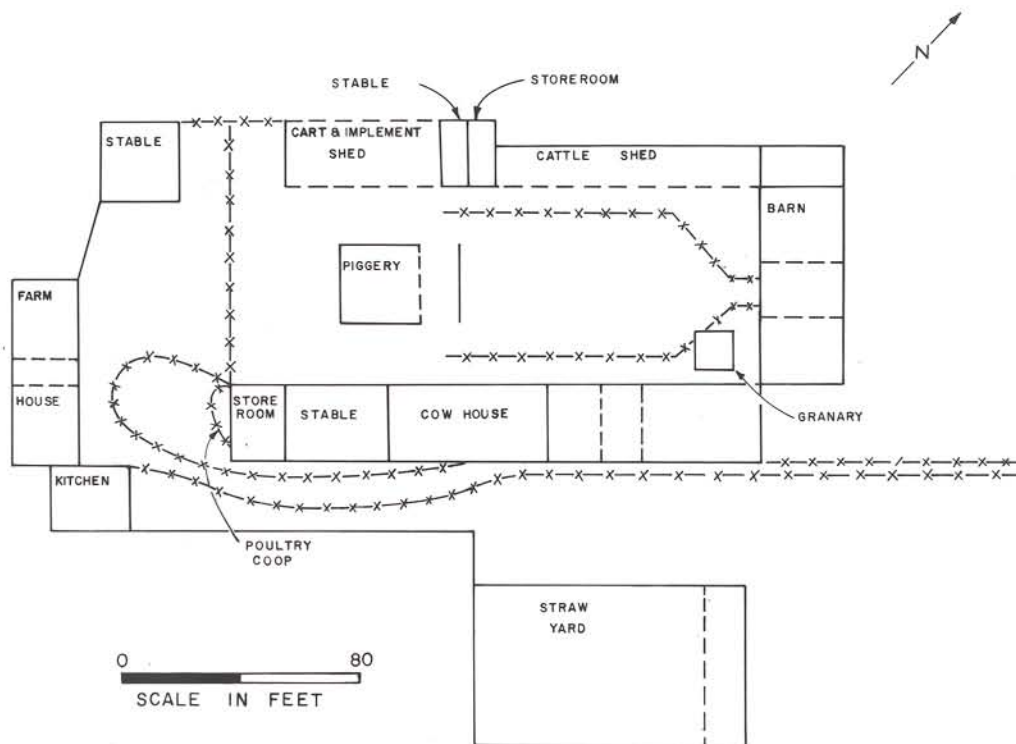 N
STABLE
STOREROOM
STABLE
CART & IMPLEMENT
SHED
CATTLE SHED
BARN
PIGGERY
FARM
HOUSE
STORE
ROOM
STABLE
COW HOUSE
GRANARY
KITCHEN
POULTRY
COOP
STRAW
YARD
0 80
SCALE IN FEET